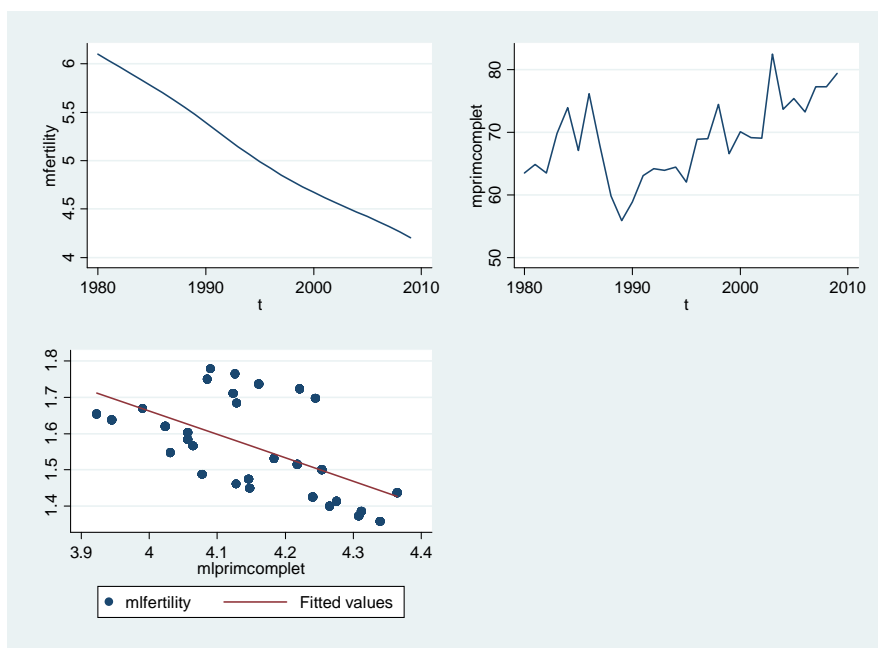 mfertility
6
5.5
5
4.5
4
1980 1990 2000 2010
t
mprimcomplet
80
70
60
50
1980 1990 2000 2010
t
1.8
1.7
1.6
1.5
1.4
3.9 4 4.1 4.2 4.3 4.4
mlprimcomplet
mlfertility Fitted values